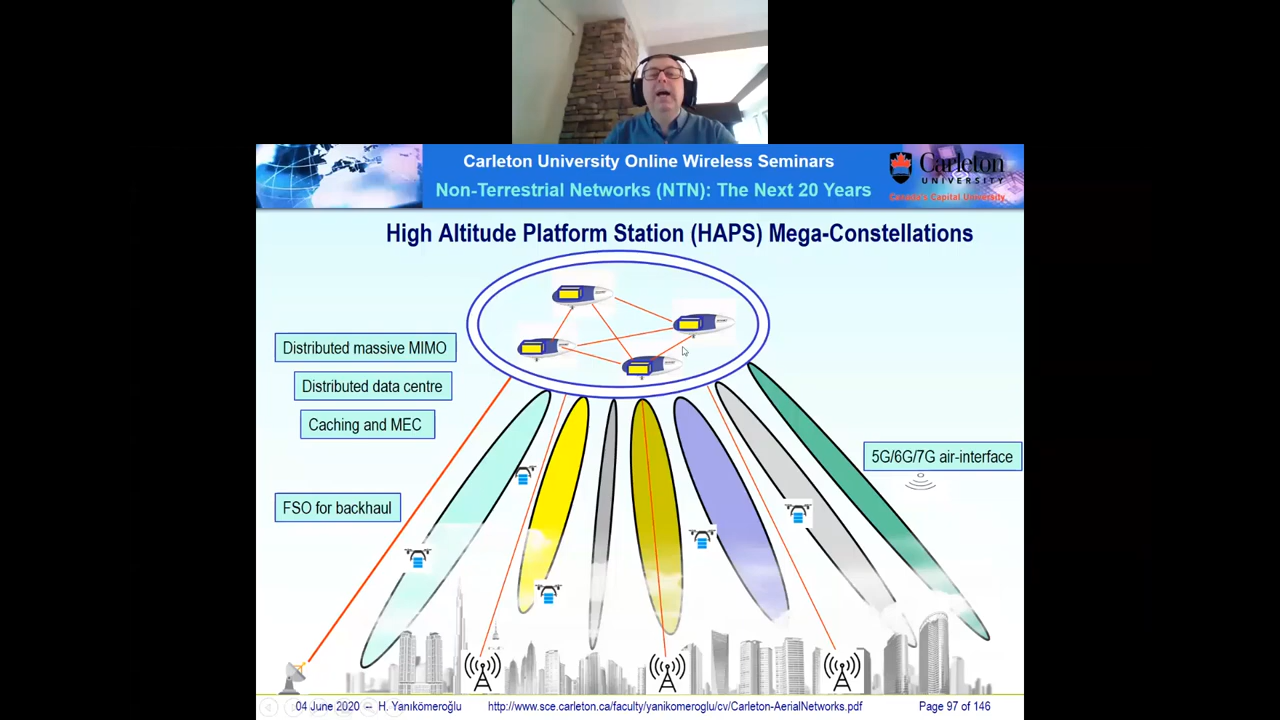 Carleton University Online Wireless Seminars
Non-Terrestrial Networks (NTN): The Next 20 Years
Carleton
UNIVERSITY
Canada's Capital University
High Altitude Platform Station (HAPS) Mega-Constellations
Distributed massive MIMO
Distributed data centre
Caching and MEC
5G/6G/7G air-interface
FSO for backhaul
04 June 2020 -- H. Yanıkömeroğlu
http://www.sce.carleton.ca/faculty/yanikomeroglu/cv/Carleton-AerialNetworks.pdf
Page 97 of 146